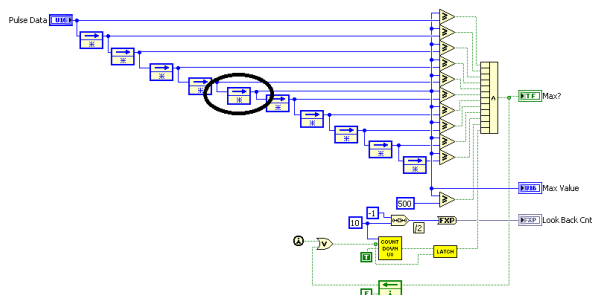 Pulse Data U16
A
TF Max?
U16 Max Value
500
-1
10
/2
FXP
FXP Look Back Cnt
V
COUNT
DOWN
U8
T
LATCH
F